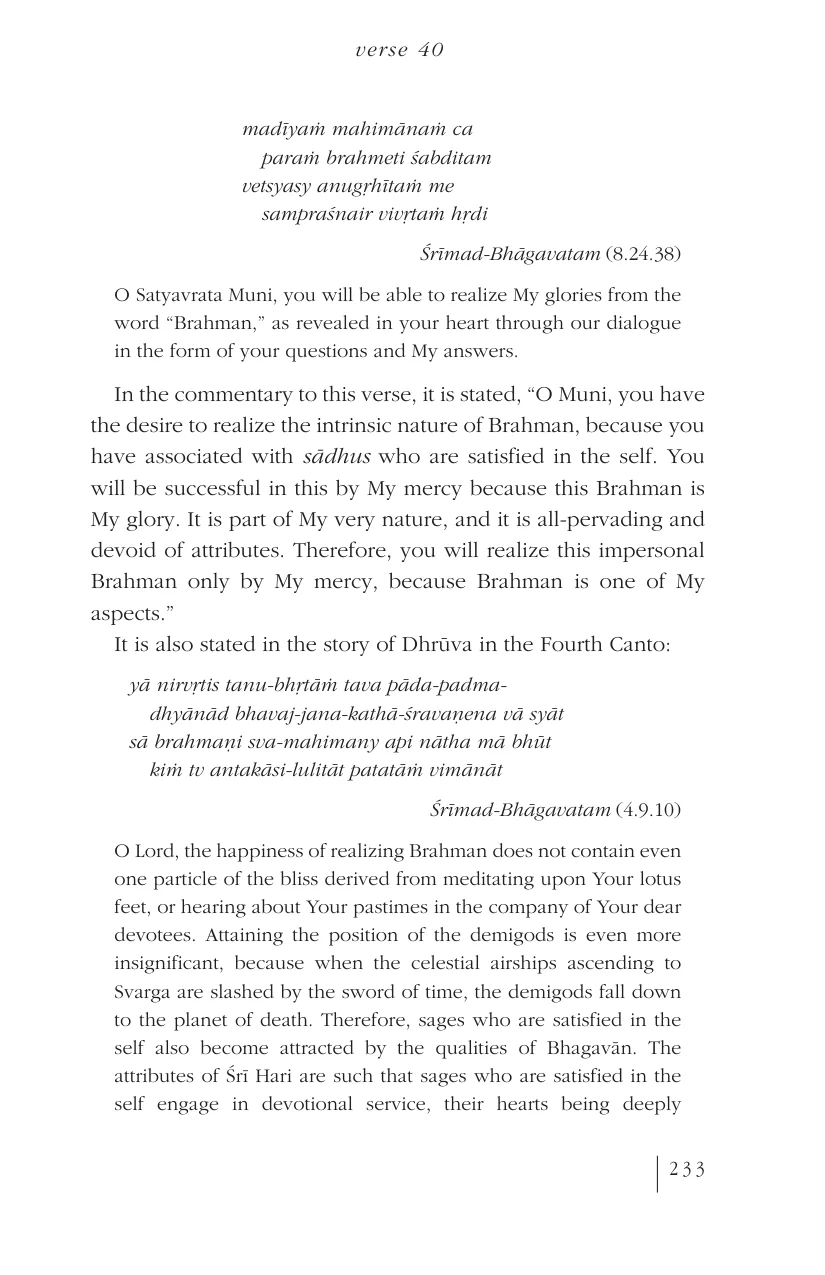 verse 40
madīyaṁ mahimānaṁ ca
paraṁ brahmeti śabditam
vetsyasy anugṛhītaṁ me
sampraśnair vivṛtaṁ hṛdi
Śrīmad-Bhāgavatam (8.24.38)
O Satyavrata Muni, you will be able to realize My glories from the
word “Brahman,” as revealed in your heart through our dialogue
in the form of your questions and My answers.
In the commentary to this verse, it is stated, “O Muni, you have
the desire to realize the intrinsic nature of Brahman, because you
have associated with sādhus who are satisfied in the self. You
will be successful in this by My mercy because this Brahman is
My glory. It is part of My very nature, and it is all-pervading and
devoid of attributes. Therefore, you will realize this impersonal
Brahman only by My mercy, because Brahman is one of My
aspects.”
It is also stated in the story of Dhrūva in the Fourth Canto:
yā nirvṛtis tanu-bhṛtāṁ tava pāda-padma-
dhyānād bhavaj-jana-kathā-śravaṇena vā syāt
sā brahmaṇi sva-mahimany api nātha mā bhūt
kiṁ tv antakāsi-lulitāt patatāṁ vimānāt
Śrīmad-Bhāgavatam (4.9.10)
O Lord, the happiness of realizing Brahman does not contain even
one particle of the bliss derived from meditating upon Your lotus
feet, or hearing about Your pastimes in the company of Your dear
devotees. Attaining the position of the demigods is even more
insignificant, because when the celestial airships ascending to
Svarga are slashed by the sword of time, the demigods fall down
to the planet of death. Therefore, sages who are satisfied in the
self also become attracted by the qualities of Bhagavān. The
attributes of Śrī Hari are such that sages who are satisfied in the
self engage in devotional service, their hearts being deeply
233